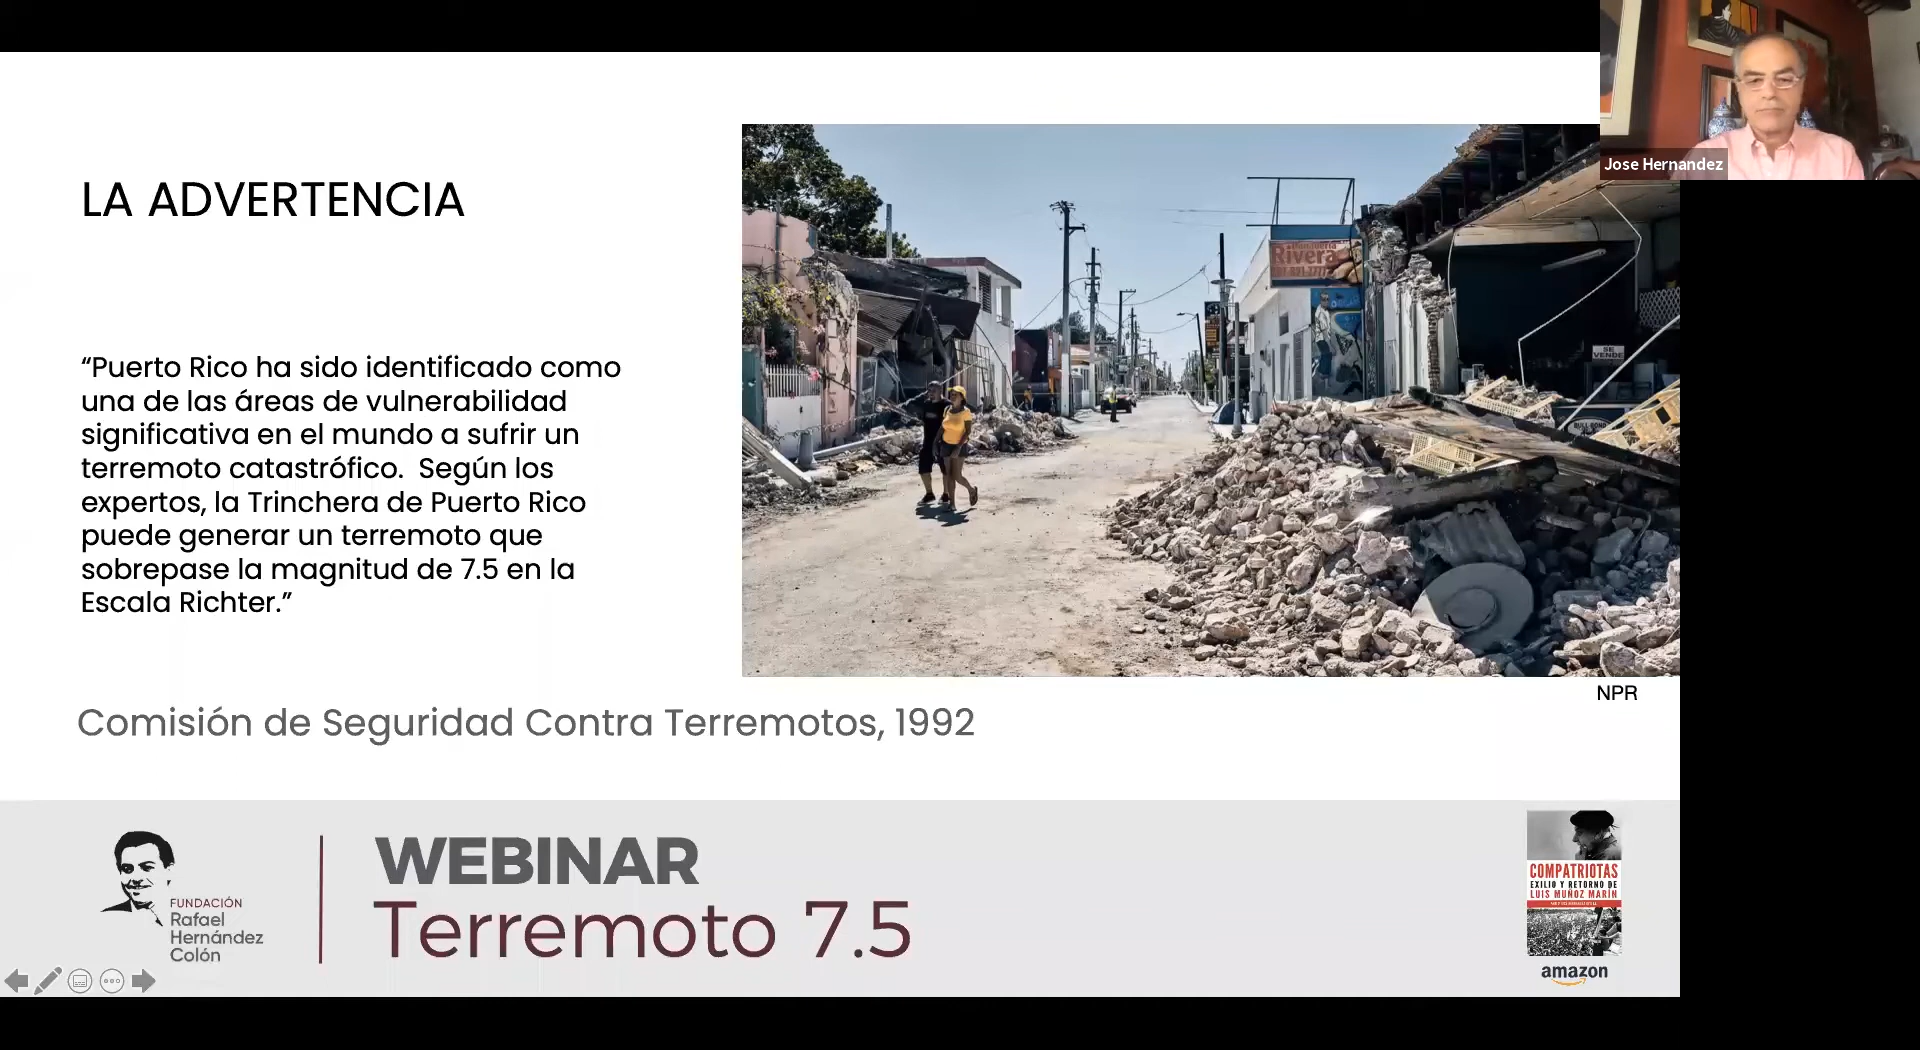 Jose Hernandez
LA ADVERTENCIA
“Puerto Rico ha sido identificado como
una de las áreas de vulnerabilidad
significativa en el mundo a sufrir un
terremoto catastrófico.  Según los
expertos, la Trinchera de Puerto Rico
puede generar un terremoto que
sobrepase la magnitud de 7.5 en la
Escala Richter.”
Rivera
SE
VENDE
NPR
Comisión de Seguridad Contra Terremotos, 1992
FUNDACIÓN
Rafael
Hernández
Colón
WEBINAR
Terremoto 7.5
COMPATRIOTAS
EXILIO Y RETORNO DE
LUIS MUÑOZ MARÍN
amazon